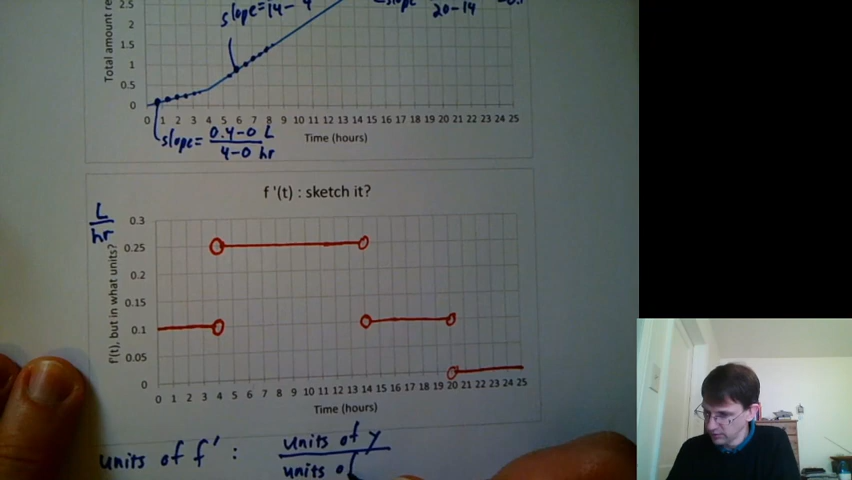 2.5
2
1.5
1
0.5
0
Total amount re
slope=14-4
slope
20-14
0 1 2 3 4 5 6 7 8 9 10 11 12 13 14 15 16 17 18 19 20 21 22 23 24 25
Time (hours)
slope= 0.4-0 L
4-0 hr
f '(t) : sketch it?
L
hr
0.3
0.25
0.2
0.15
0.1
0.05
0
f'(t), but in what units?
0 1 2 3 4 5 6 7 8 9 10 11 12 13 14 15 16 17 18 19 20 21 22 23 24 25
Time (hours)
units of f' : units of y
units of